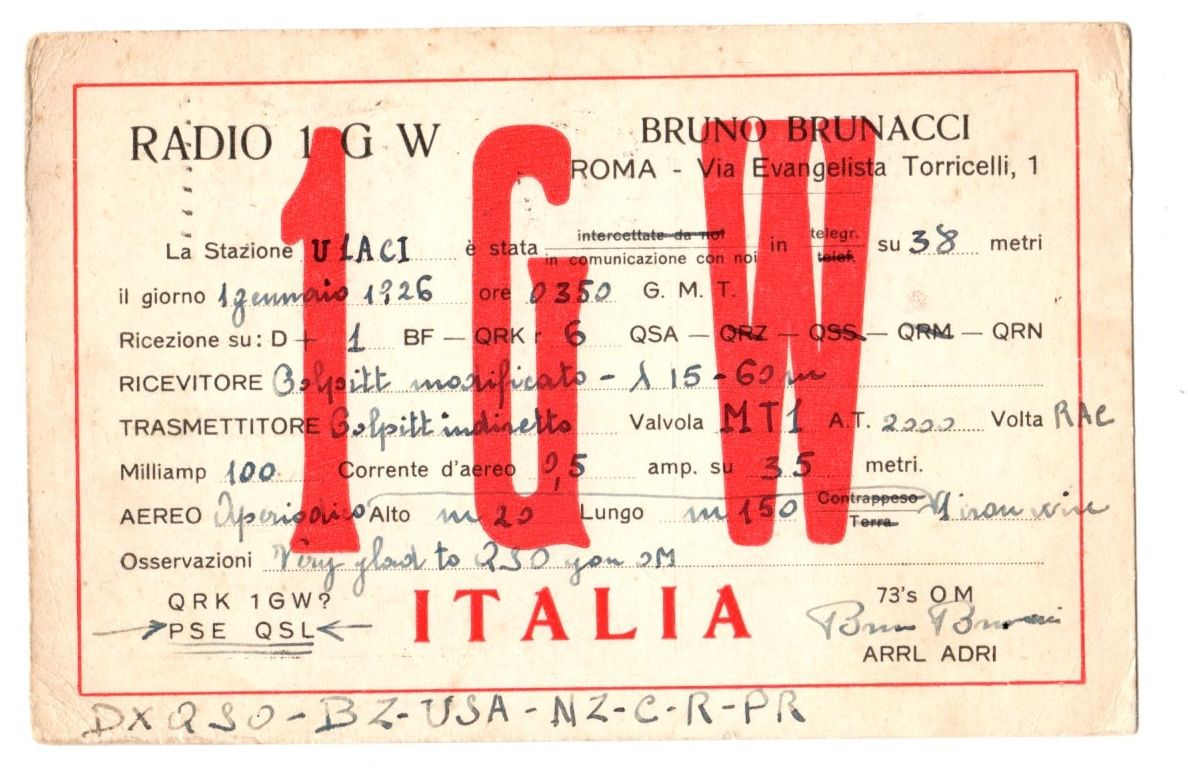 RADIO 1 G W
BRUNO BRUNACCI
ROMA - Via Evangelista Torricelli, 1
1GW
La Stazione U 1ACI è stata intercettata da noi in comunicazione con noi in telegr. telef. su 38 metri
il giorno 1 gennaio 1926 ore 0350 G. M. T.
Ricezione su: D + 1 BF — QRK r 6 QSA — QRZ — QSS — QRM — QRN
RICEVITORE Colpitt modificato - λ 15 - 60 m
TRASMETTITORE Colpitt indiretto Valvola MT1 A.T. 2000 Volta RAC
Milliamp 100 Corrente d'aereo 0,5 amp. su 35 metri.
AEREO Aperiodico Alto m 20 Lungo m 150 Contrappeso Terra wire
Osservazioni Very glad to QSO you OM
QRK 1GW?
PSE QSL
ITALIA
73's OM
ARRL ADRI
DX QSO - BZ - USA - NZ - C - R - PR